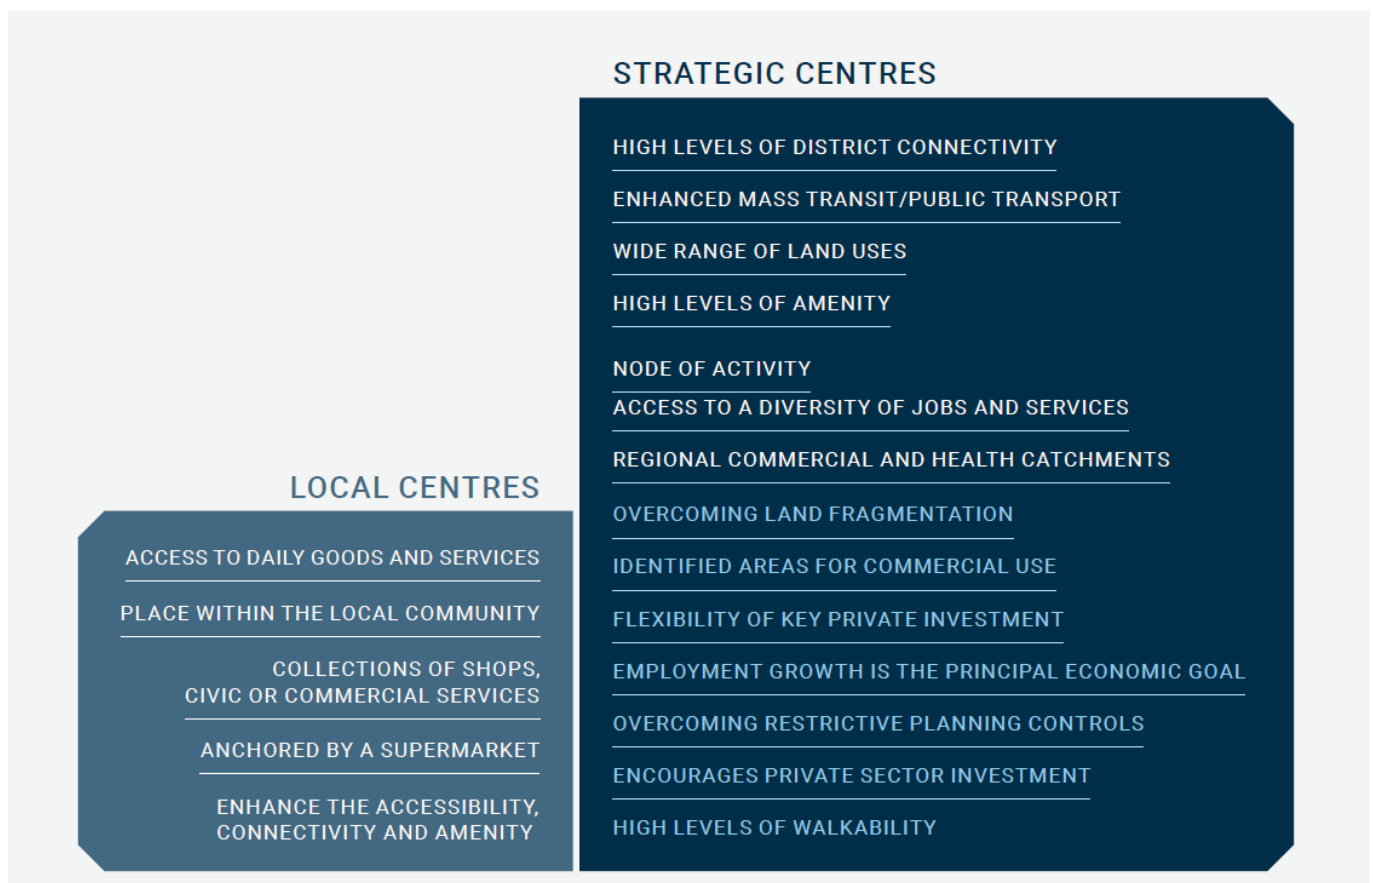 STRATEGIC CENTRES
HIGH LEVELS OF DISTRICT CONNECTIVITY
ENHANCED MASS TRANSIT/PUBLIC TRANSPORT
WIDE RANGE OF LAND USES
HIGH LEVELS OF AMENITY
NODE OF ACTIVITY
ACCESS TO A DIVERSITY OF JOBS AND SERVICES
REGIONAL COMMERCIAL AND HEALTH CATCHMENTS
OVERCOMING LAND FRAGMENTATION
IDENTIFIED AREAS FOR COMMERCIAL USE
FLEXIBILITY OF KEY PRIVATE INVESTMENT
EMPLOYMENT GROWTH IS THE PRINCIPAL ECONOMIC GOAL
OVERCOMING RESTRICTIVE PLANNING CONTROLS
ENCOURAGES PRIVATE SECTOR INVESTMENT
HIGH LEVELS OF WALKABILITY
LOCAL CENTRES
ACCESS TO DAILY GOODS AND SERVICES
PLACE WITHIN THE LOCAL COMMUNITY
COLLECTIONS OF SHOPS,
CIVIC OR COMMERCIAL SERVICES
ANCHORED BY A SUPERMARKET
ENHANCE THE ACCESSIBILITY,
CONNECTIVITY AND AMENITY